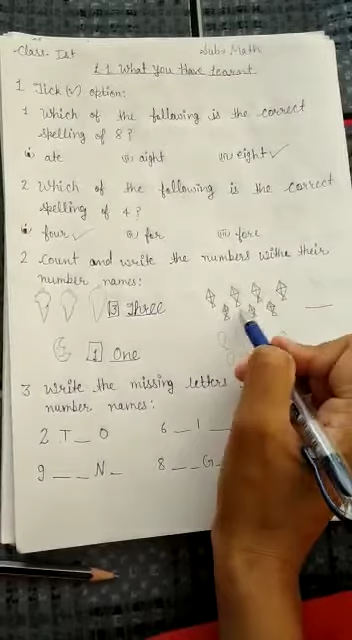 Class- Ist Sub:- Math
L1 What You Have learnt
1 Tick (✓) option:
1 Which of the following is the correct
spelling of 8?
(i) ate (ii) aight (iii) eight ✓
2 Which of the following is the correct
spelling of 4?
(i) four ✓ (ii) for (iii) fore
2 count and write the numbers withe their
number names:
3 Three
1 One
3 Write the missing letters
number names:
2 T_O 6 _I_
9 _ _ N _ 8 _ _ G _